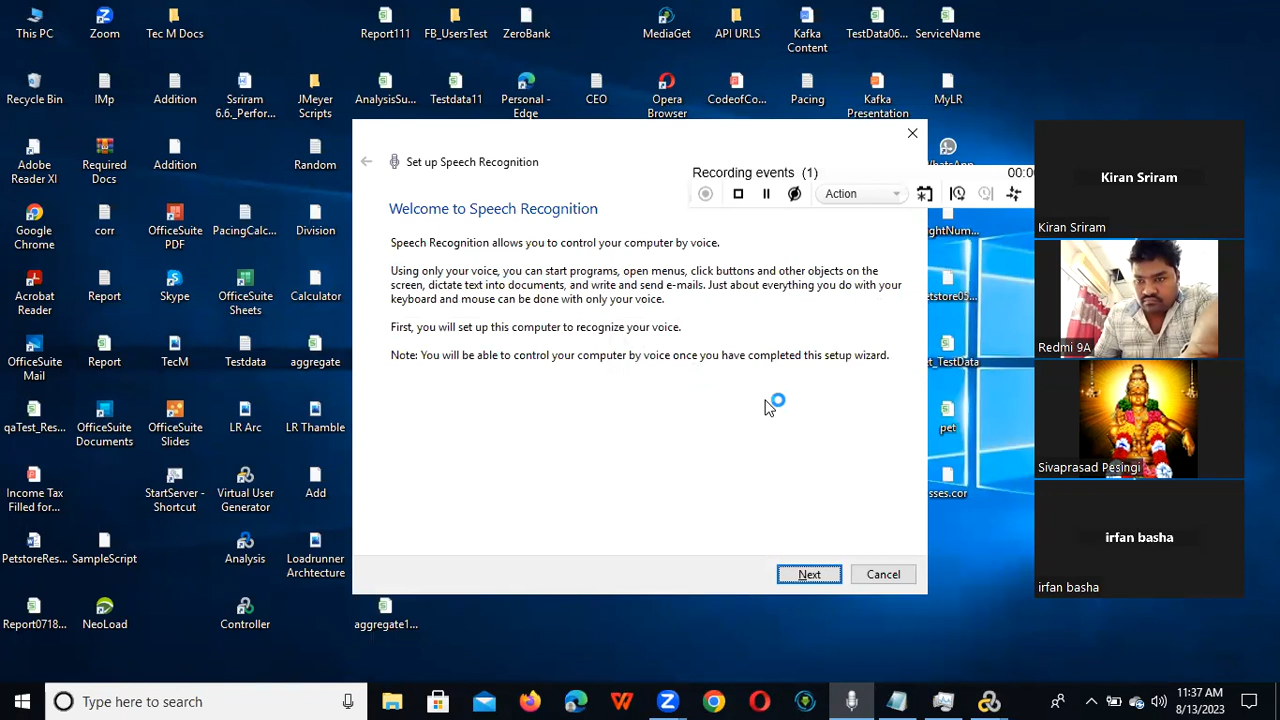 This PC
Zoom
Tec M Docs
Report111
FB_UsersTest
ZeroBank
MediaGet
API URLS
Kafka
Content
TestData06...
ServiceName
Recycle Bin
IMp
Addition
Ssriram
6.6._Perfor...
JMeyer
Scripts
AnalysisSu...
Testdata11
Personal -
Edge
CEO
Opera
Browser
CodeofCo...
Pacing
Kafka
Presentation
MyLR
Adobe
Reader XI
Required
Docs
Addition
Random
Google
Chrome
corr
OfficeSuite
PDF
PacingCalc...
Division
Acrobat
Reader
Report
Skype
OfficeSuite
Sheets
Calculator
OfficeSuite
Mail
Report
TecM
Testdata
aggregate
qaTest_Res...
OfficeSuite
Documents
OfficeSuite
Slides
LR Arc
LR Thamble
Income Tax
Filled for...
StartServer -
Shortcut
Virtual User
Generator
Add
PetstoreRes...
SampleScript
Analysis
Loadrunner
Archtecture
Report0718...
NeoLoad
Controller
aggregate1...
Set up Speech Recognition
Recording events (1)
Action
Welcome to Speech Recognition
Speech Recognition allows you to control your computer by voice.
Using only your voice, you can start programs, open menus, click buttons and other objects on the
screen, dictate text into documents, and write and send e-mails. Just about everything you do with your
keyboard and mouse can be done with only your voice.
First, you will set up this computer to recognize your voice.
Note: You will be able to control your computer by voice once you have completed this setup wizard.
Next
Cancel
pet
Kiran Sriram
Kiran Sriram
Redmi 9A
Sivaprasad Pesingi
irfan basha
irfan basha
Type here to search
11:37 AM
8/13/2023